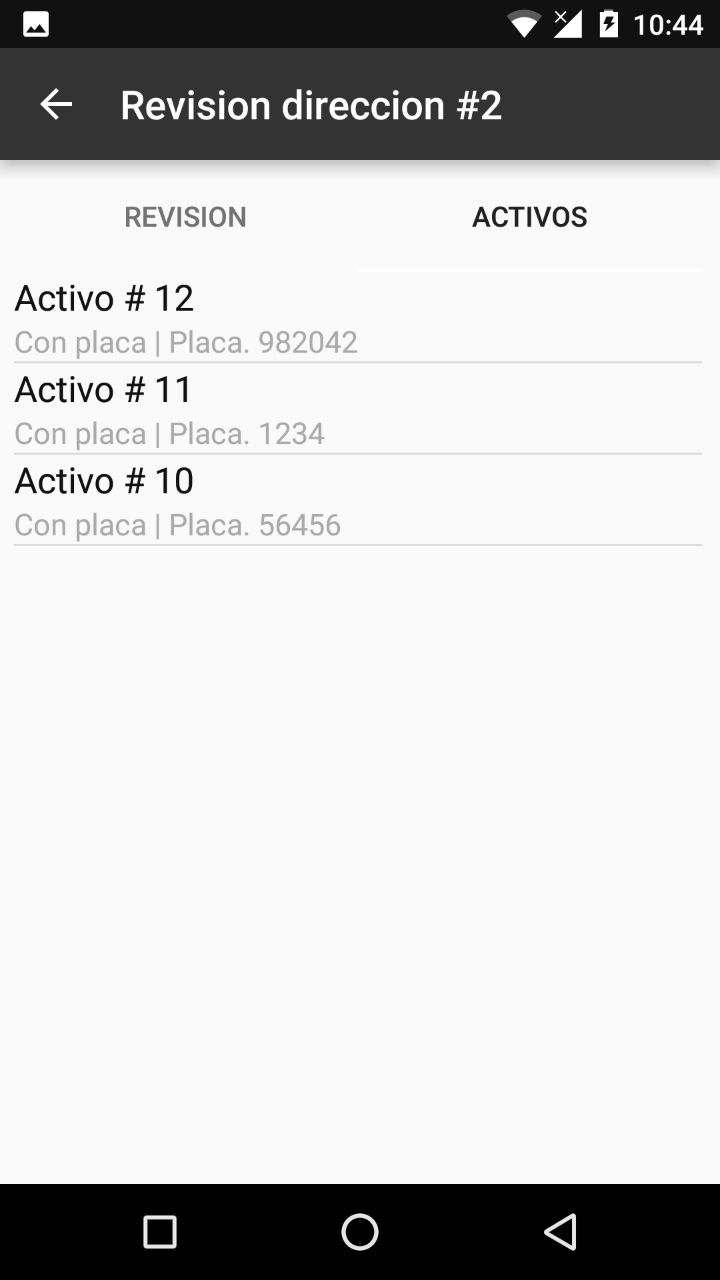 10:44
Revision direccion #2
REVISION
ACTIVOS
Activo # 12
Con placa | Placa. 982042
Activo # 11
Con placa | Placa. 1234
Activo # 10
Con placa | Placa. 56456